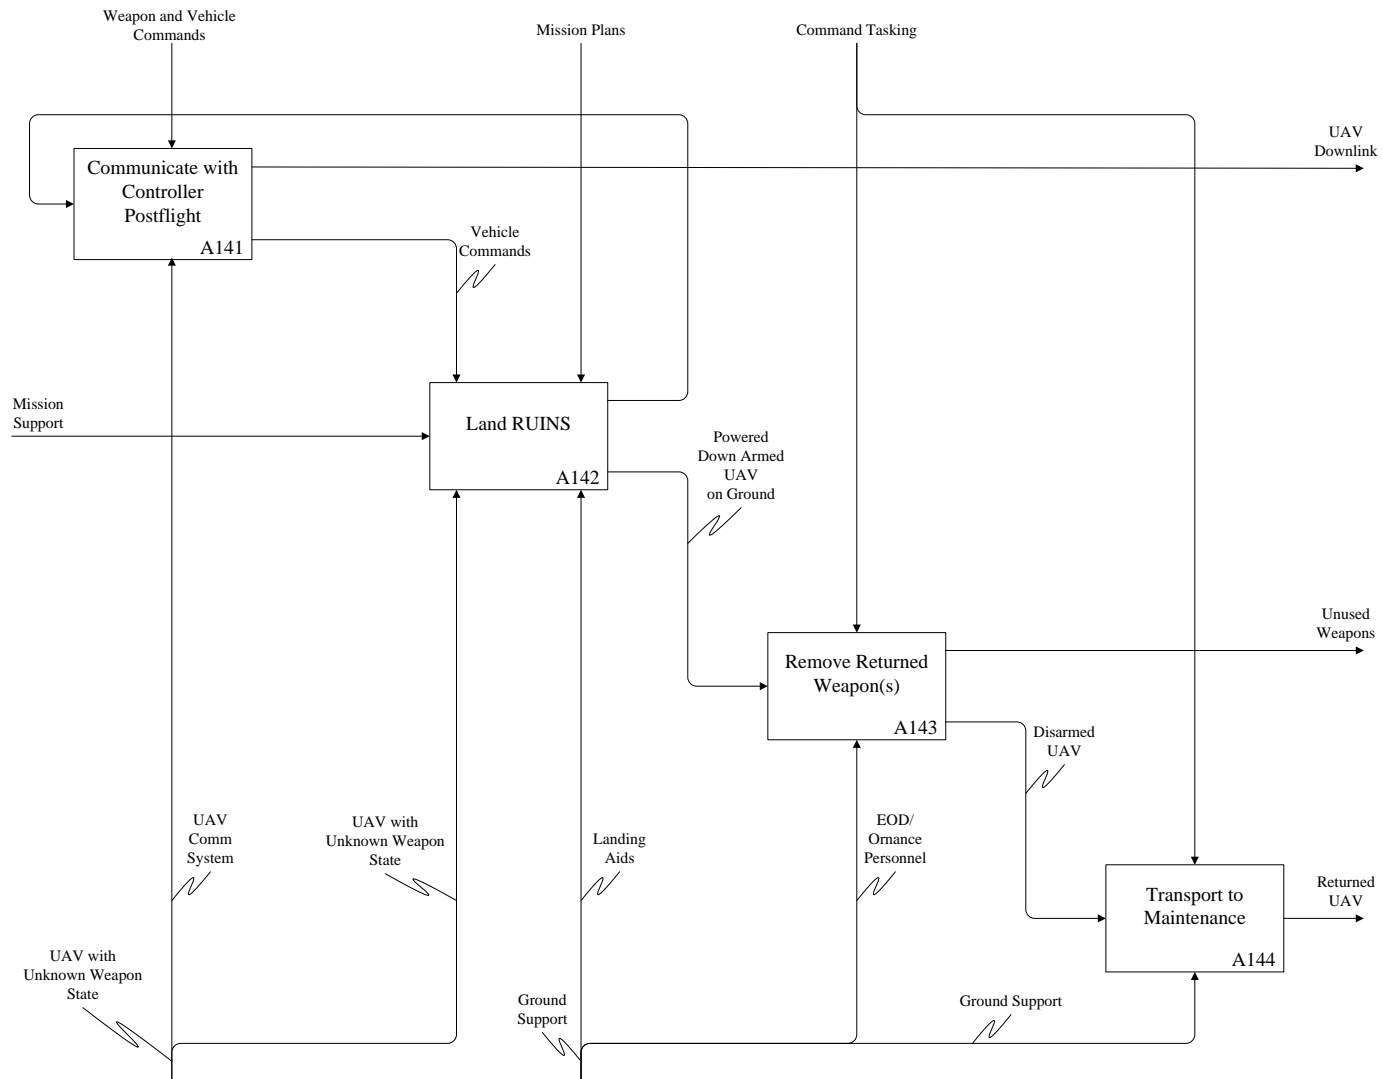 Weapon and Vehicle
Commands
Mission Plans
Command Tasking
UAV
Downlink
Communicate with
Controller
Postflight
A141
Vehicle
Commands
Mission
Support
Land RUINS
A142
Powered
Down Armed
UAV
on Ground
Unused
Weapons
Remove Returned
Weapon(s)
A143
Disarmed
UAV
UAV
Comm
System
UAV with
Unknown Weapon
State
Landing
Aids
EOD/
Ornance
Personnel
Transport to
Maintenance
A144
Returned
UAV
UAV with
Unknown Weapon
State
Ground
Support
Ground Support